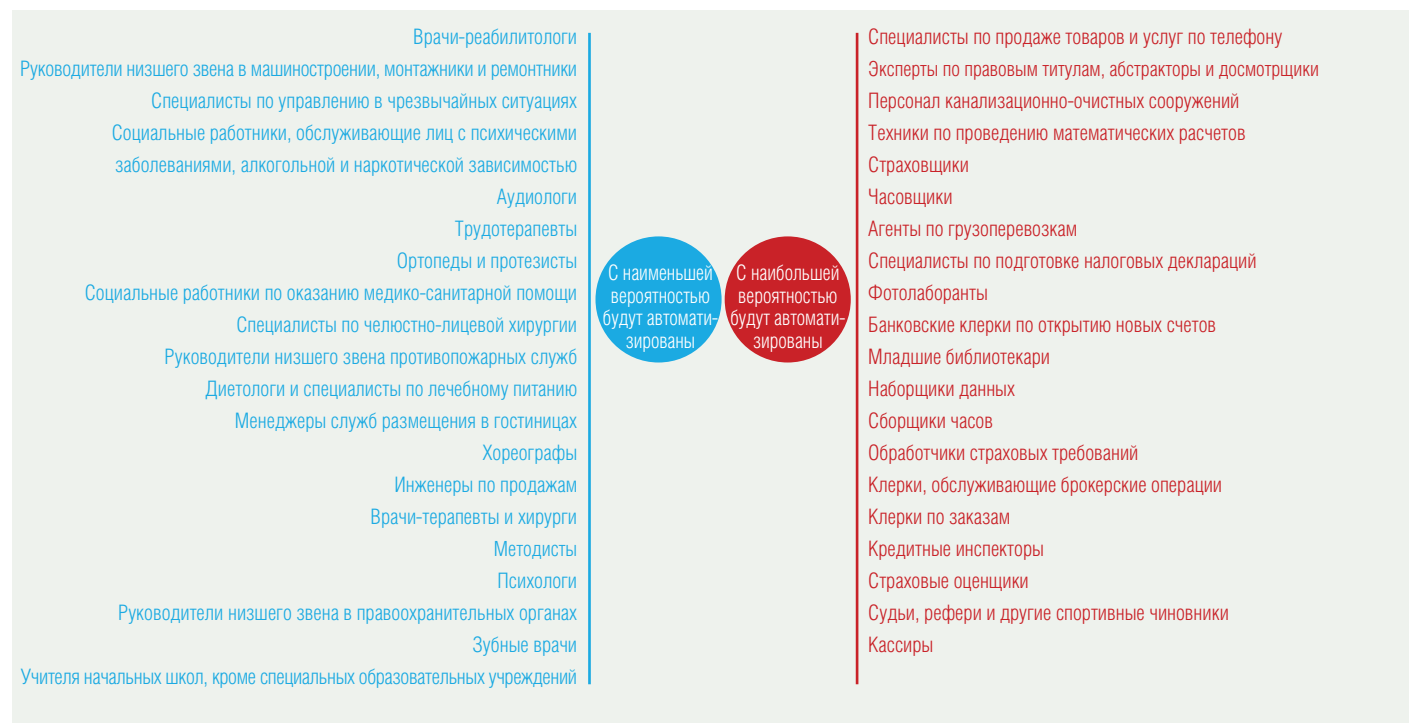 Врачи-реабилитологи
Руководители низшего звена в машиностроении, монтажники и ремонтники
Специалисты по управлению в чрезвычайных ситуациях
Социальные работники, обслуживающие лиц с психическими
заболеваниями, алкогольной и наркотической зависимостью
Аудиологи
Трудотерапевты
Ортопеды и протезисты
Социальные работники по оказанию медико-санитарной помощи
Специалисты по челюстно-лицевой хирургии
Руководители низшего звена противопожарных служб
Диетологи и специалисты по лечебному питанию
Менеджеры служб размещения в гостиницах
Хореографы
Инженеры по продажам
Врачи-терапевты и хирурги
Методисты
Психологи
Руководители низшего звена в правоохранительных органах
Зубные врачи
Учителя начальных школ, кроме специальных образовательных учреждений
С наименьшей
вероятностью
будут автомати-
зированы
С наибольшей
вероятностью
будут автомати-
зированы
Специалисты по продаже товаров и услуг по телефону
Эксперты по правовым титулам, абстракторы и досмотрщики
Персонал канализационно-очистных сооружений
Техники по проведению математических расчетов
Страховщики
Часовщики
Агенты по грузоперевозкам
Специалисты по подготовке налоговых деклараций
Фотолаборанты
Банковские клерки по открытию новых счетов
Младшие библиотекари
Наборщики данных
Сборщики часов
Обработчики страховых требований
Клерки, обслуживающие брокерские операции
Клерки по заказам
Кредитные инспекторы
Страховые оценщики
Судьи, рефери и другие спортивные чиновники
Кассиры